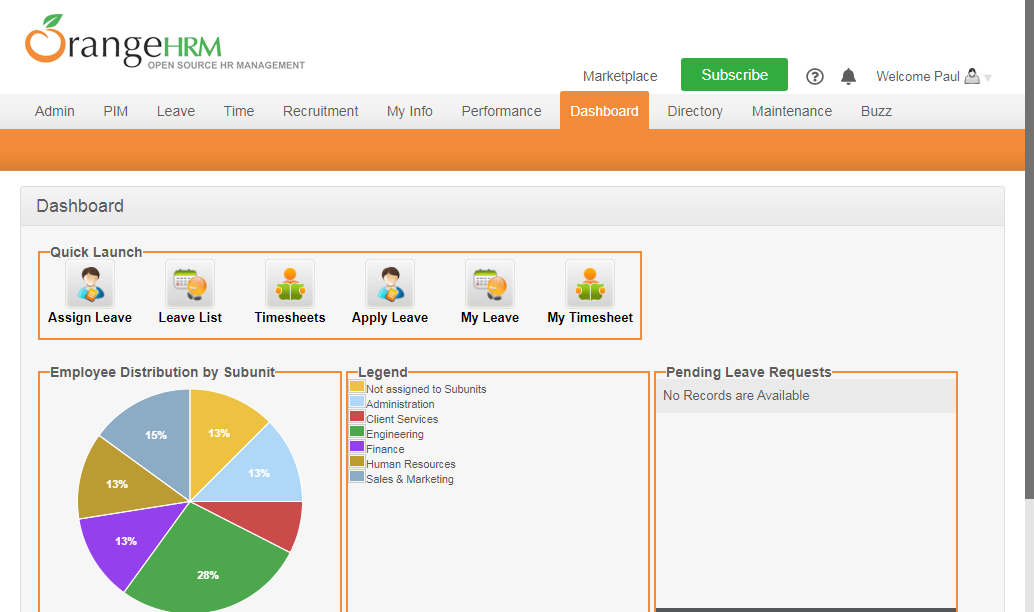 OrangeHRM
OPEN SOURCE HR MANAGEMENT
Marketplace Subscribe ? Welcome Paul
Admin PIM Leave Time Recruitment My Info Performance Dashboard Directory Maintenance Buzz
Dashboard
Quick Launch
Assign Leave Leave List Timesheets Apply Leave My Leave My Timesheet
Employee Distribution by Subunit
13%
13%
28%
13%
13%
15%
Legend
Not assigned to Subunits
Administration
Client Services
Engineering
Finance
Human Resources
Sales & Marketing
Pending Leave Requests
No Records are Available